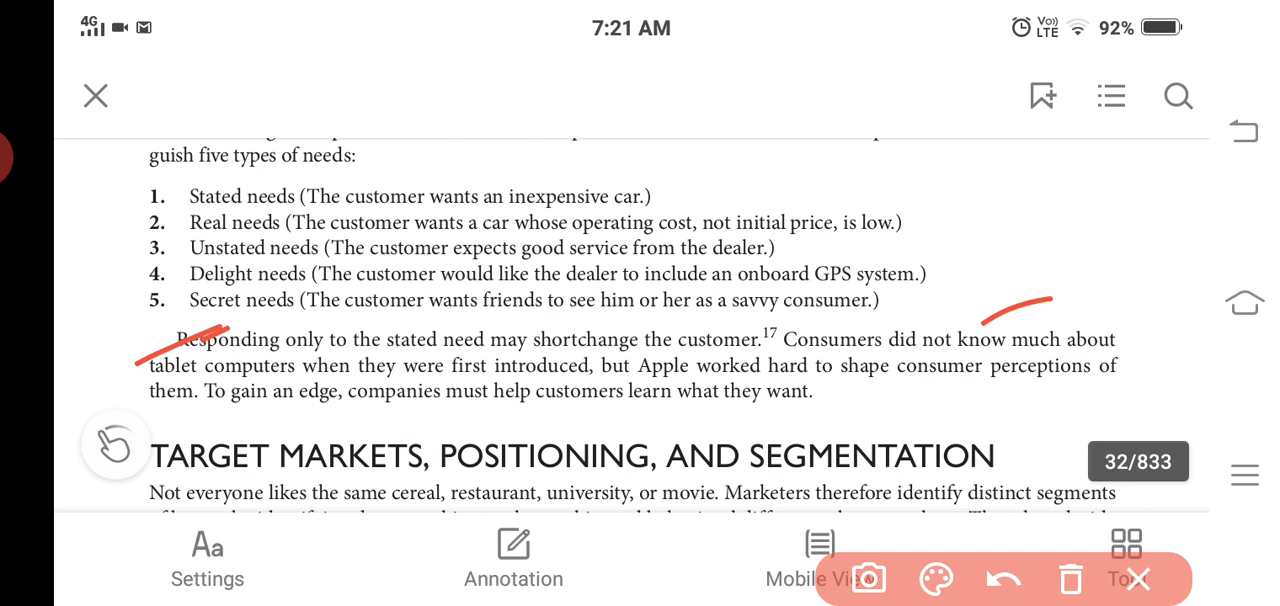 4G 7:21 AM Vo) LTE 92%
guish five types of needs:
1. Stated needs (The customer wants an inexpensive car.)
2. Real needs (The customer wants a car whose operating cost, not initial price, is low.)
3. Unstated needs (The customer expects good service from the dealer.)
4. Delight needs (The customer would like the dealer to include an onboard GPS system.)
5. Secret needs (The customer wants friends to see him or her as a savvy consumer.)
Responding only to the stated need may shortchange the customer.17 Consumers did not know much about
tablet computers when they were first introduced, but Apple worked hard to shape consumer perceptions of
them. To gain an edge, companies must help customers learn what they want.
TARGET MARKETS, POSITIONING, AND SEGMENTATION
32/833
Not everyone likes the same cereal, restaurant, university, or movie. Marketers therefore identify distinct segments
Aa
Settings Annotation Mobile View